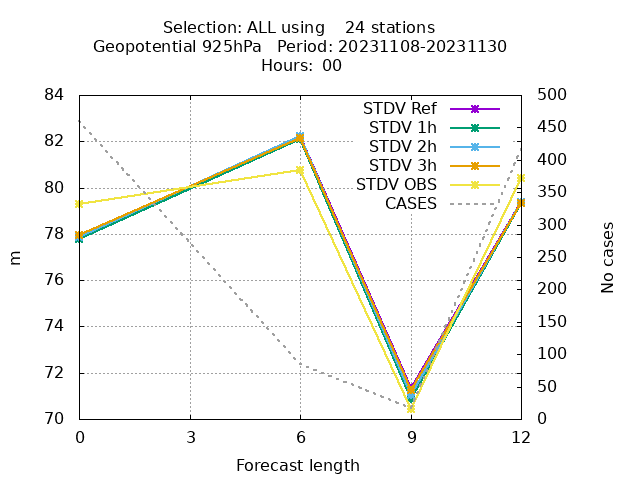 Selection: ALL using    24 stations
Geopotential 925hPa   Period: 20231108-20231130
Hours:  00
84
82
80
78
76
74
72
70
m
500
450
400
350
300
250
200
150
100
50
0
No cases
STDV Ref
STDV 1h
STDV 2h
STDV 3h
STDV OBS
CASES
0 3 6 9 12
Forecast length